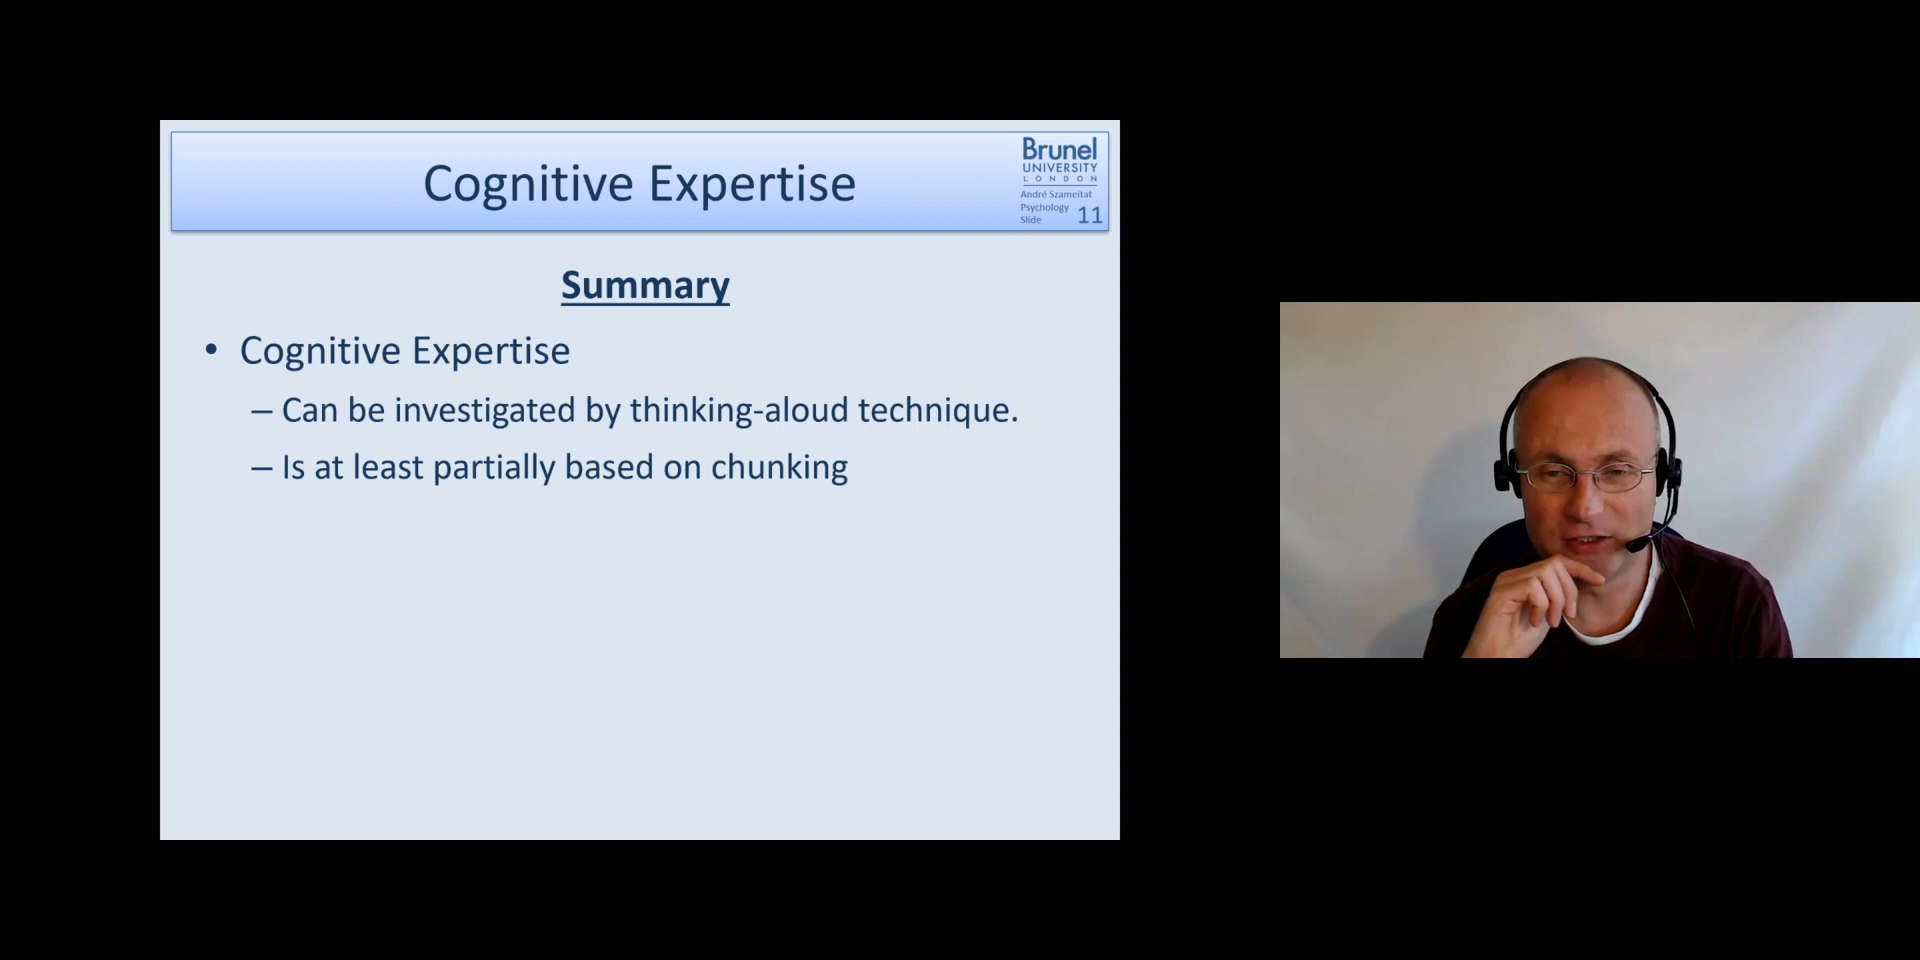 Cognitive Expertise
Brunel
UNIVERSITY
LONDON
André Szameitat
Psychology
Slide 11
Summary
• Cognitive Expertise
– Can be investigated by thinking-aloud technique.
– Is at least partially based on chunking